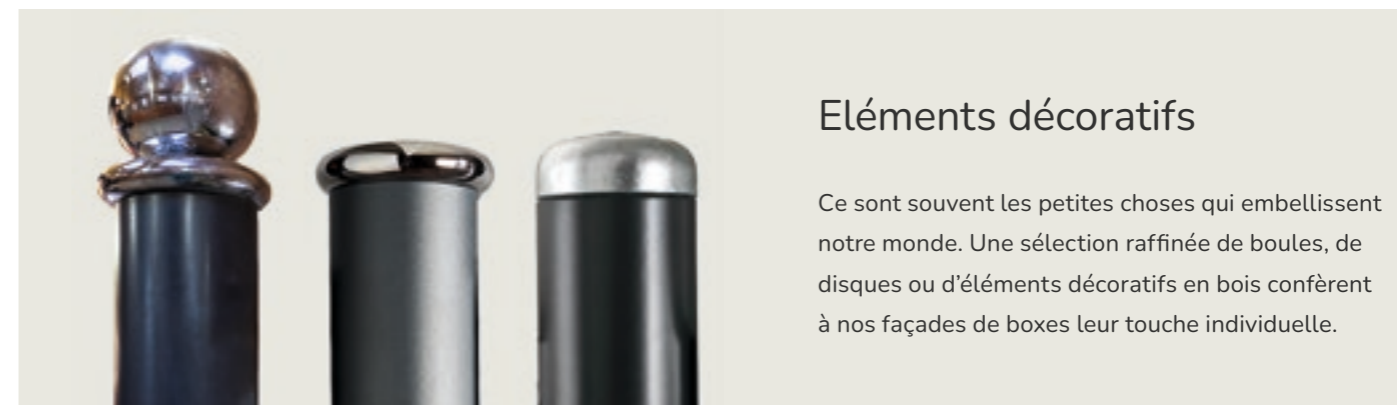 Eléments décoratifs
Ce sont souvent les petites choses qui embellissent
notre monde. Une sélection raffinée de boules, de
disques ou d’éléments décoratifs en bois confèrent
à nos façades de boxes leur touche individuelle.